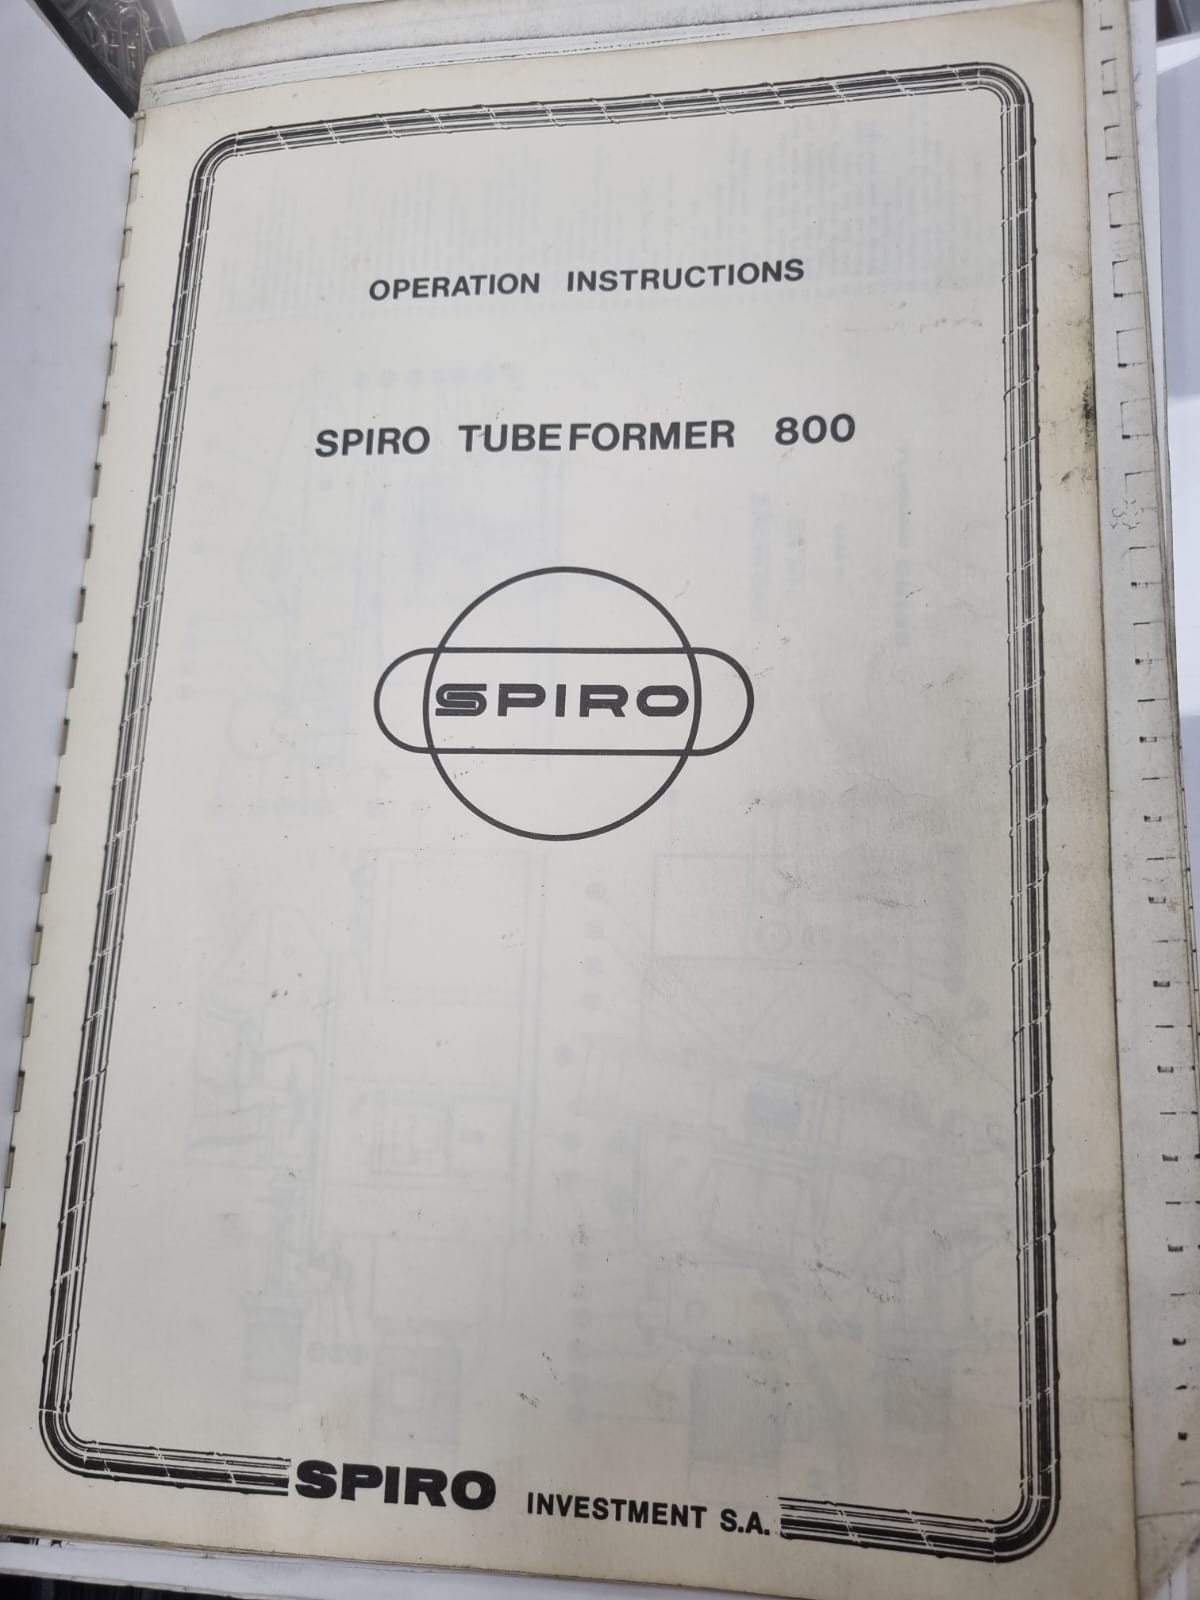 OPERATION INSTRUCTIONS
SPIRO TUBEFORMER 800
SPIRO
SPIRO INVESTMENT S.A.